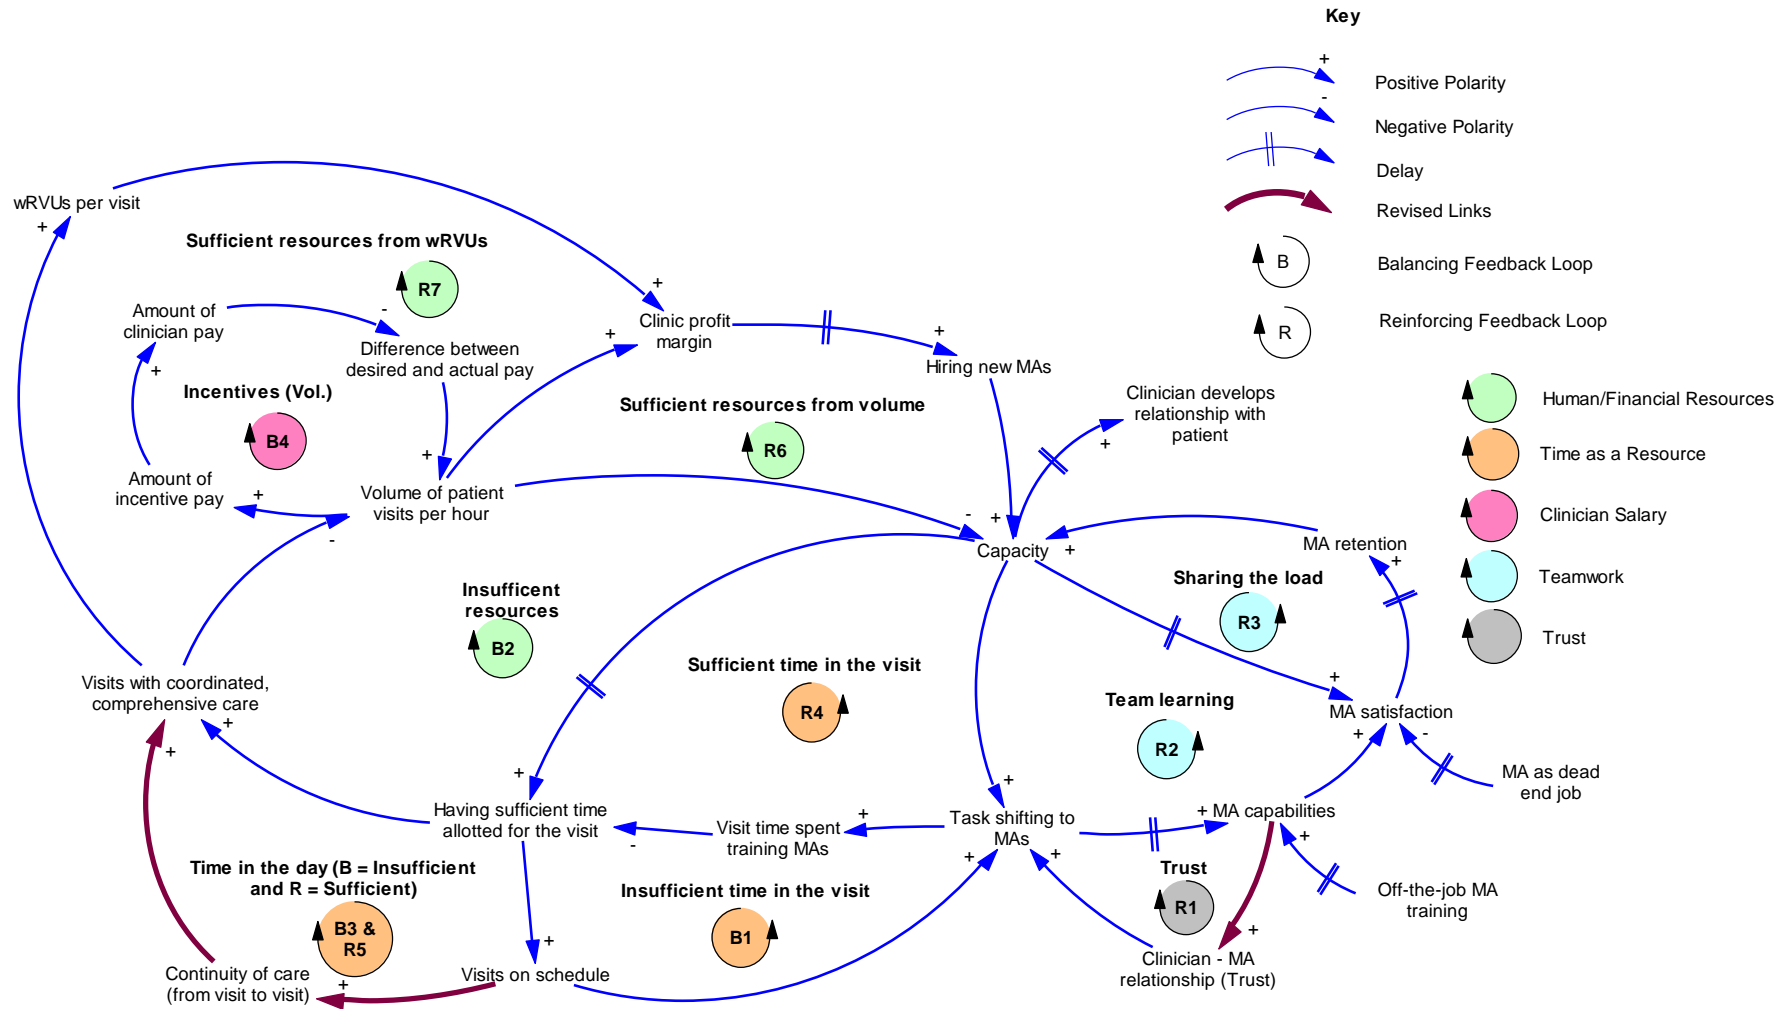 Key
+
Positive Polarity
-
Negative Polarity
Delay
Revised Links
B
Balancing Feedback Loop
R
Reinforcing Feedback Loop
Human/Financial Resources
Time as a Resource
Clinician Salary
Teamwork
Trust
wRVUs per visit
+
Sufficient resources from wRVUs
R7
Amount of
clinician pay
-
+
Difference between
desired and actual pay
Clinic profit
margin
+
+
+
Hiring new MAs
Incentives (Vol.)
B4
Sufficient resources from volume
R6
Clinician develops
relationship with
patient
+
Amount of
incentive pay
+
+
Volume of patient
visits per hour
-
-
+
Capacity
+
MA retention
+
Insufficent
resources
B2
Sharing the load
R3
Sufficient time in the visit
R4
Visits with coordinated,
comprehensive care
+
+
Team learning
R2
+
MA satisfaction
+
-
MA as dead
end job
+
Having sufficient time
allotted for the visit
-
Visit time spent
training MAs
+
+
Task shifting to
MAs
+
+
+
MA capabilities
+
Off-the-job MA
training
Time in the day (B = Insufficient
and R = Sufficient)
B3 &
R5
Insufficient time in the visit
B1
Trust
R1
+
Clinician - MA
relationship (Trust)
+
Visits on schedule
+
Continuity of care
(from visit to visit)